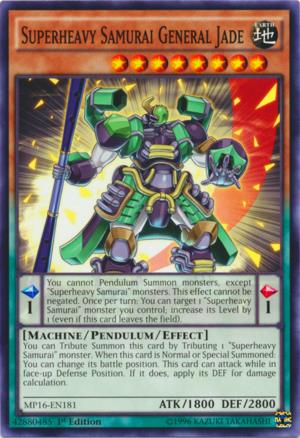 SUPERHEAVY SAMURAI GENERAL JADE
EARTH
地
You cannot Pendulum Summon monsters, except
"Superheavy Samurai" monsters. This effect cannot be
negated. Once per turn: You can target 1 "Superheavy
Samurai" monster you control; increase its Level by
1 (even if this card leaves the field).
1
1
[MACHINE/PENDULUM/EFFECT]
You can Tribute Summon this card by Tributing 1 "Superheavy
Samurai" monster. When this card is Normal or Special Summoned:
You can change its battle position. This card can attack while in
face-up Defense Position. If it does, apply its DEF for damage
calculation.
ATK/1800 DEF/2800
MP16-EN181
42880485 1st Edition ©1996 KAZUKI TAKAHASHI